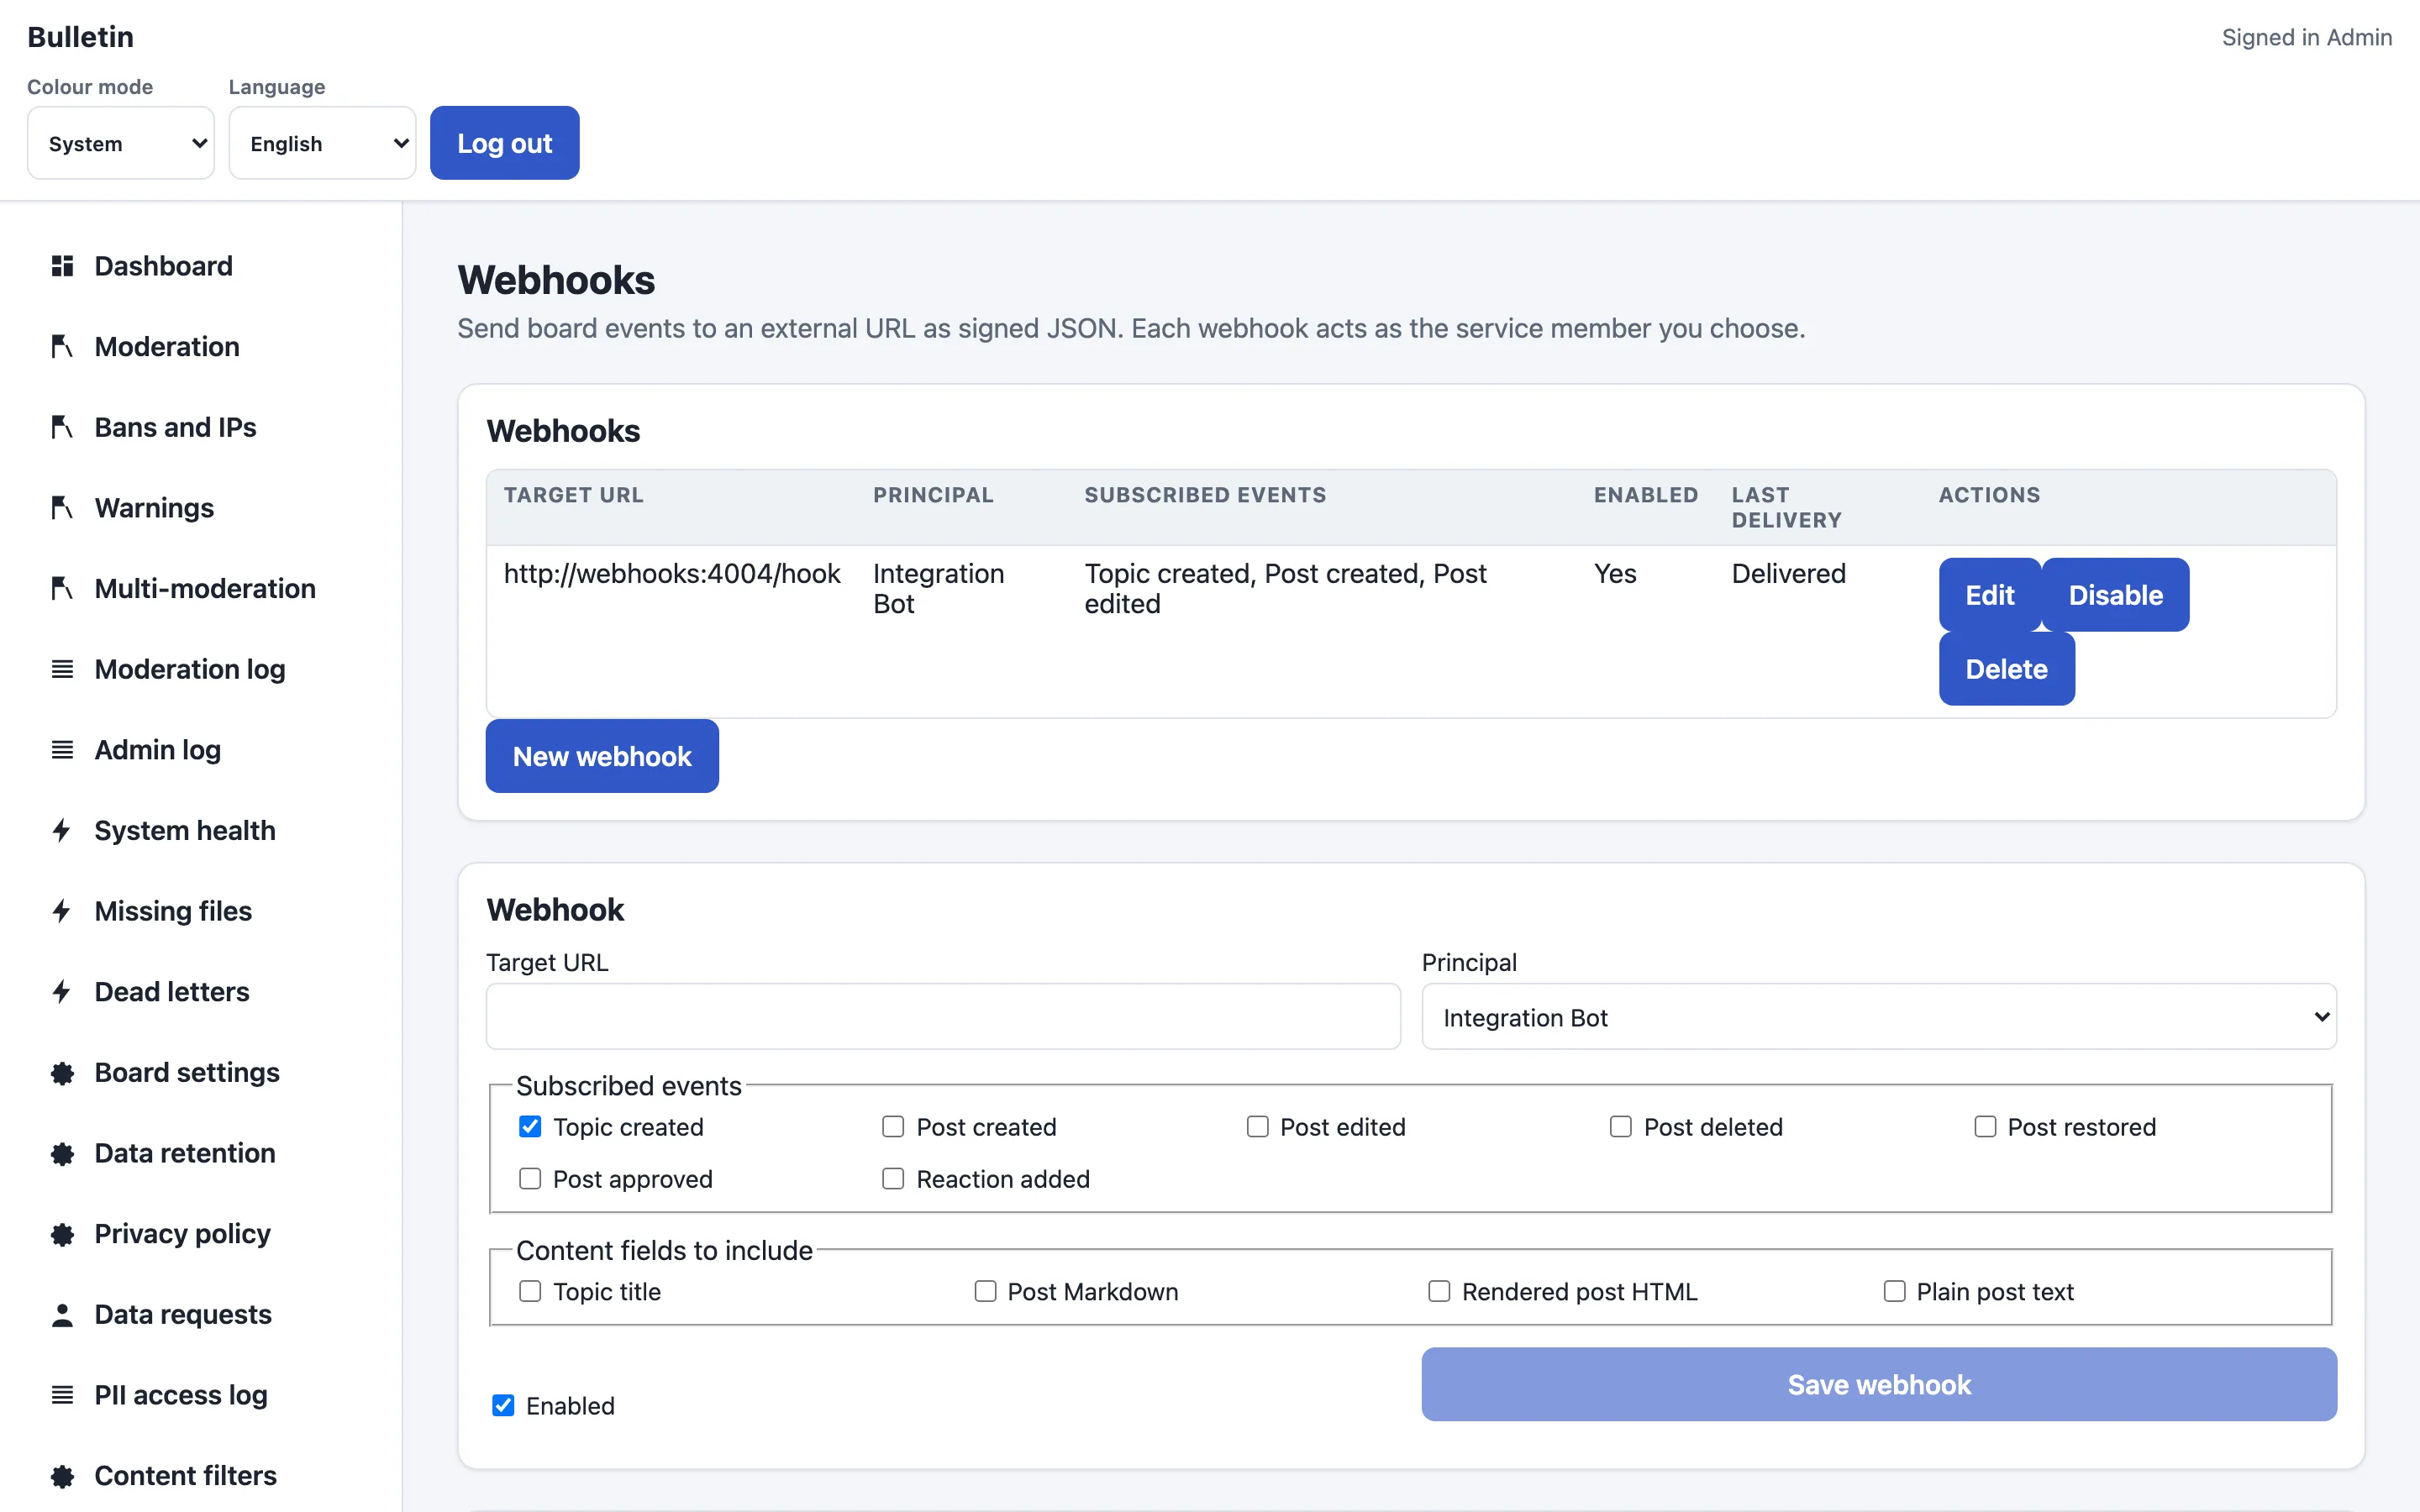 Bulletin
Signed in Admin
Colour mode
Language
System
English
Log out
Dashboard
Moderation
Bans and IPs
Warnings
Multi-moderation
Moderation log
Admin log
System health
Missing files
Dead letters
Board settings
Data retention
Privacy policy
Data requests
PII access log
Content filters
Webhooks
Send board events to an external URL as signed JSON. Each webhook acts as the service member you choose.
Webhooks
TARGET URL
PRINCIPAL
SUBSCRIBED EVENTS
ENABLED
LAST
DELIVERY
ACTIONS
http://webhooks:4004/hook
Integration
Bot
Topic created, Post created, Post
edited
Yes
Delivered
Edit
Disable
Delete
New webhook
Webhook
Target URL
Principal
Integration Bot
Subscribed events
Topic created
Post created
Post edited
Post deleted
Post restored
Post approved
Reaction added
Content fields to include
Topic title
Post Markdown
Rendered post HTML
Plain post text
Enabled
Save webhook